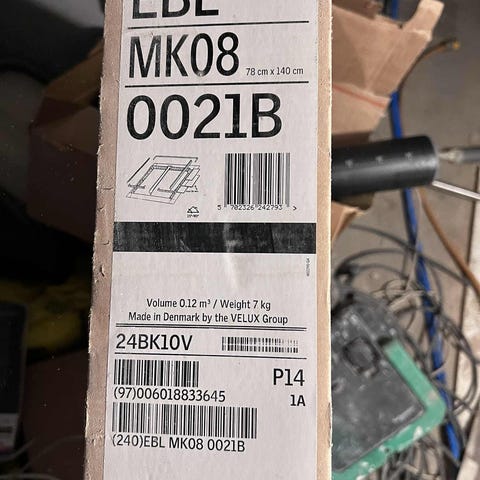 EBL
MK08 78 cm x 140 cm
0021B
5 702326 242793 >
Volume 0.12 m³ / Weight 7 kg
Made in Denmark by the VELUX Group
24BK10V
P14
(97)006018833645 1A
(240)EBL MK08 0021B